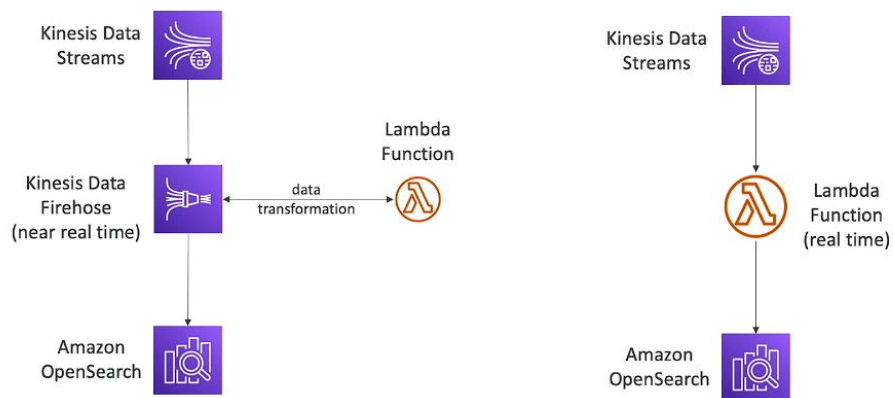 Kinesis Data
Streams
Lambda
Function
Kinesis Data
Firehose
(near real time)
data
transformation
Amazon
OpenSearch
Kinesis Data
Streams
Lambda
Function
(real time)
Amazon
OpenSearch